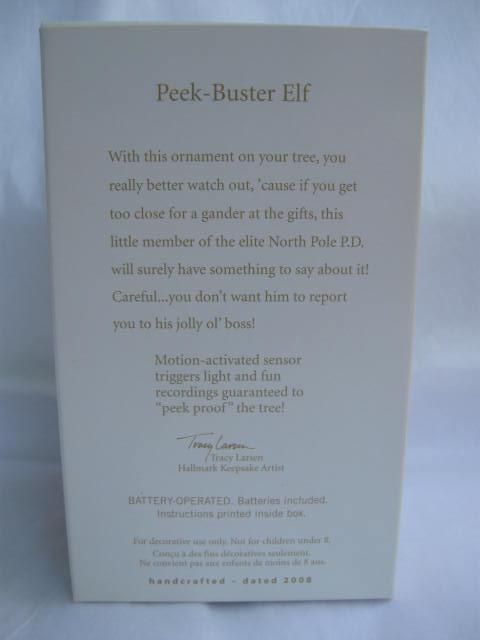 Peek-Buster Elf
With this ornament on your tree, you
really better watch out, 'cause if you get
too close for a gander at the gifts, this
little member of the elite North Pole P.D.
will surely have something to say about it!
Careful...you don't want him to report
you to his jolly ol' boss!
Motion-activated sensor
triggers light and fun
recordings guaranteed to
“peek proof” the tree!
Tracy Larsen
Tracy Larsen
Hallmark Keepsake Artist
BATTERY-OPERATED. Batteries included.
Instructions printed inside box.
For decorative use only. Not for children under 8.
Conçu à des fins décoratives seulement.
Ne convient pas aux enfants de moins de 8 ans.
handcrafted – dated 2008